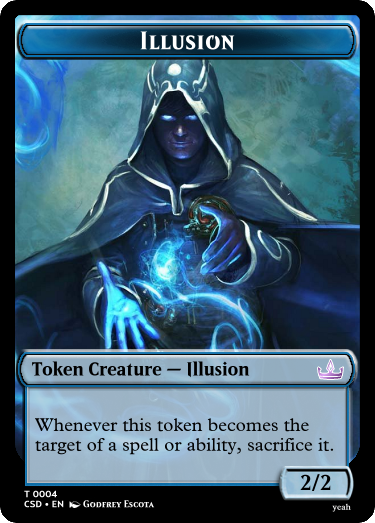 Illusion
Token Creature — Illusion
Whenever this token becomes the
target of a spell or ability, sacrifice it.
2/2
T 0004
CSD • EN Godfrey Escota
yeah